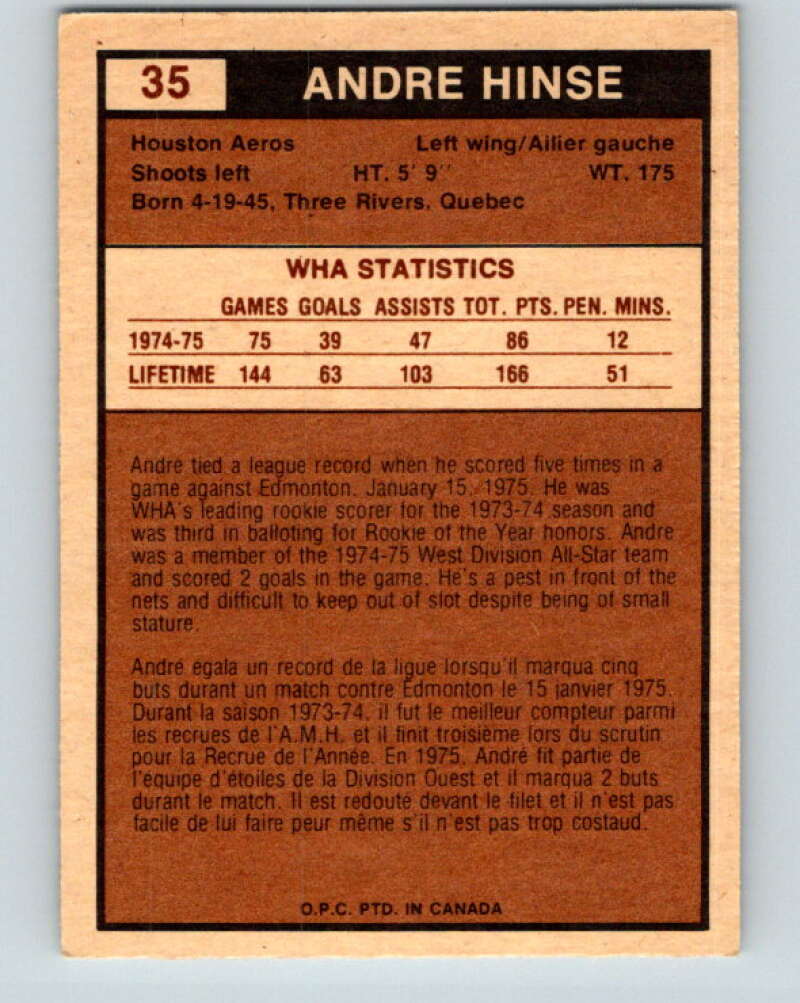 35 ANDRE HINSE
Houston Aeros Left wing/Ailier gauche
Shoots left HT. 5' 9" WT. 175
Born 4-19-45, Three Rivers, Quebec
WHA STATISTICS
GAMES GOALS ASSISTS TOT. PTS. PEN. MINS.
1974-75 75 39 47 86 12
LIFETIME 144 63 103 166 51
Andre tied a league record when he scored five times in a
game against Edmonton, January 15, 1975. He was
WHA's leading rookie scorer for the 1973-74 season and
was third in balloting for Rookie of the Year honors. Andre
was a member of the 1974-75 West Division All-Star team
and scored 2 goals in the game. He's a pest in front of the
nets and difficult to keep out of slot despite being of small
stature.
André égala un record de la ligue lorsqu'il marqua cinq
buts durant un match contre Edmonton le 15 janvier 1975.
Durant la saison 1973-74, il fut le meilleur compteur parmi
les recrues de l'A.M.H. et il finit troisième lors du scrutin
pour la Recrue de l'Année. En 1975, André fit partie de
l'équipe d'étoiles de la Division Ouest et il marqua 2 buts
durant le match. Il est redouté devant le filet et il n'est pas
facile de lui faire peur même s'il n'est pas trop costaud.
O.P.C. PTD. IN CANADA